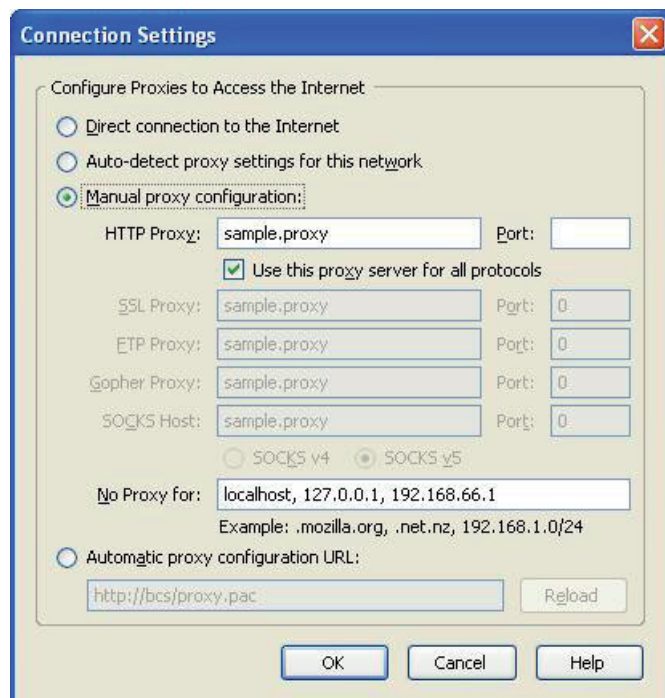 Connection Settings
Configure Proxies to Access the Internet
Direct connection to the Internet
Auto-detect proxy settings for this network
Manual proxy configuration:
HTTP Proxy: sample.proxy Port:
Use this proxy server for all protocols
SSL Proxy: sample.proxy Port: 0
FTP Proxy: sample.proxy Port: 0
Gopher Proxy: sample.proxy Port: 0
SOCKS Host: sample.proxy Port: 0
SOCKS v4 SOCKS v5
No Proxy for: localhost, 127.0.0.1, 192.168.66.1
Example: .mozilla.org, .net.nz, 192.168.1.0/24
Automatic proxy configuration URL:
http://bcs/proxy.pac Reload
OK Cancel Help